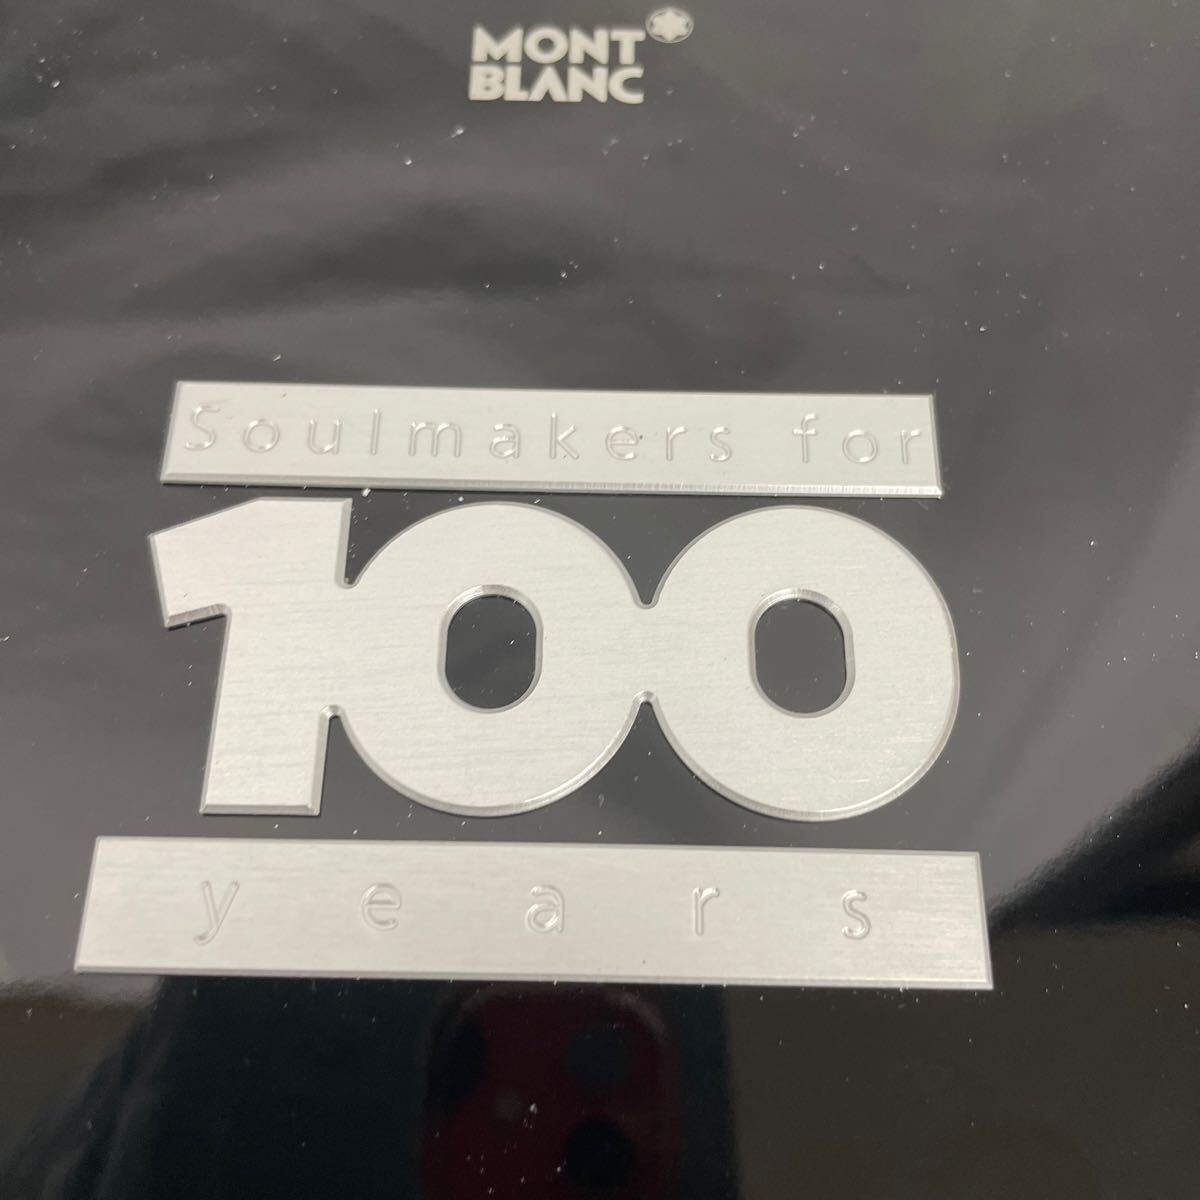 MONT
BLANC
Soulmakers for
100
years